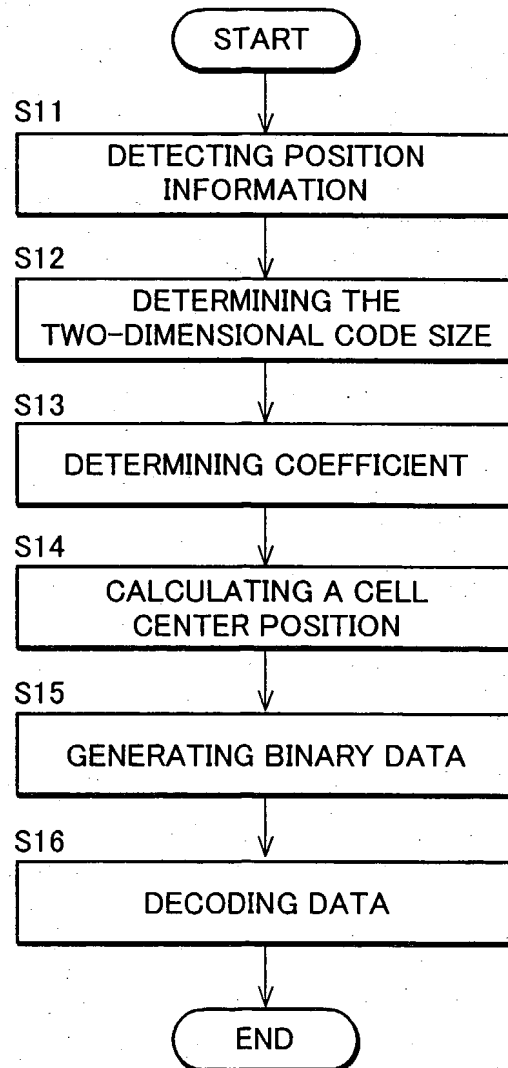 START
S11
DETECTING POSITION
INFORMATION
S12
DETERMINING THE
TWO-DIMENSIONAL CODE SIZE
S13
DETERMINING COEFFICIENT
S14
CALCULATING A CELL
CENTER POSITION
S15
GENERATING BINARY DATA
S16
DECODING DATA
END